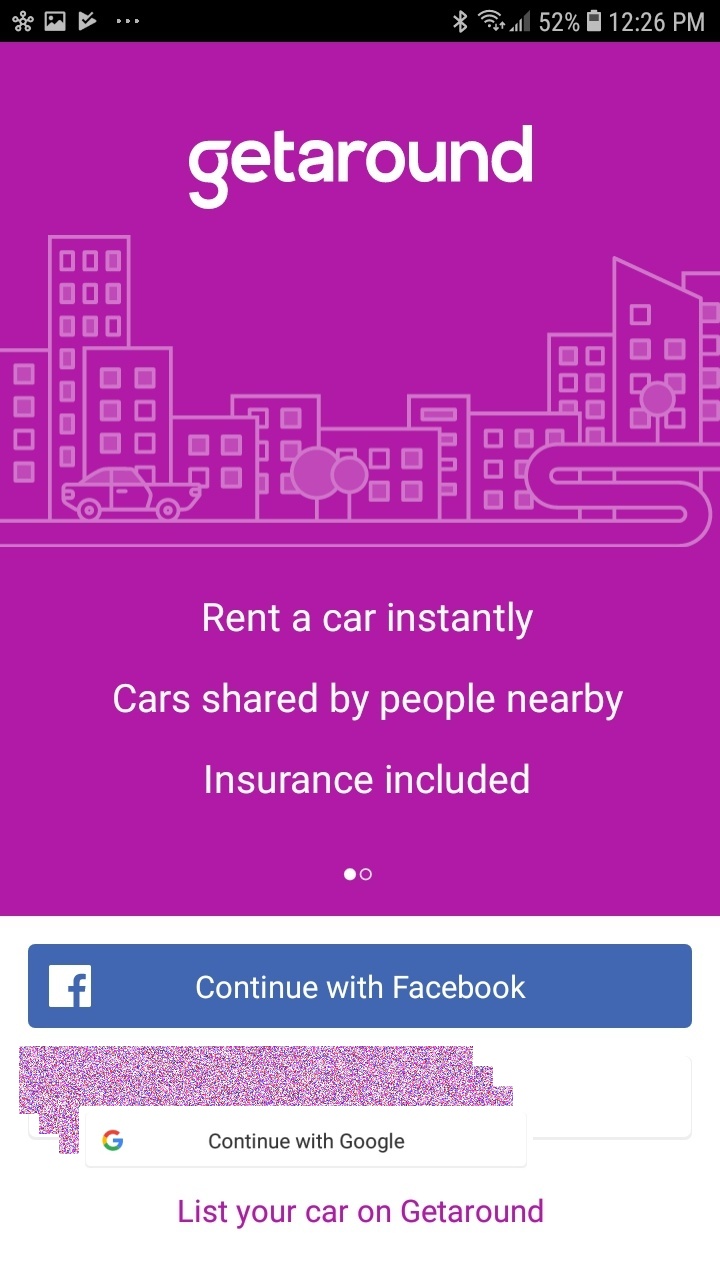 52% 12:26 PM
getaround
Rent a car instantly
Cars shared by people nearby
Insurance included
Continue with Facebook
Continue with Google
List your car on Getaround